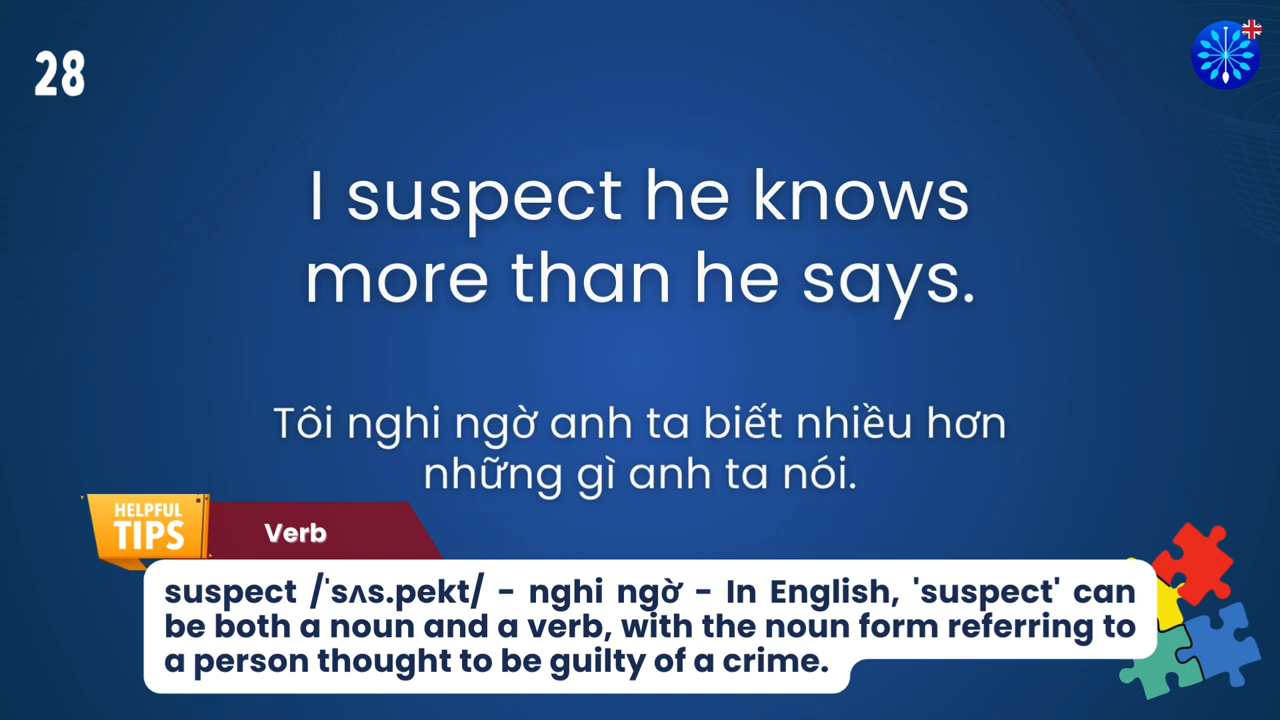 28
I suspect he knows
more than he says.
Tôi nghi ngờ anh ta biết nhiều hơn
những gì anh ta nói.
HELPFUL
TIPS
Verb
suspect /ˈsʌs.pekt/ - nghi ngờ - In English, 'suspect' can
be both a noun and a verb, with the noun form referring to
a person thought to be guilty of a crime.